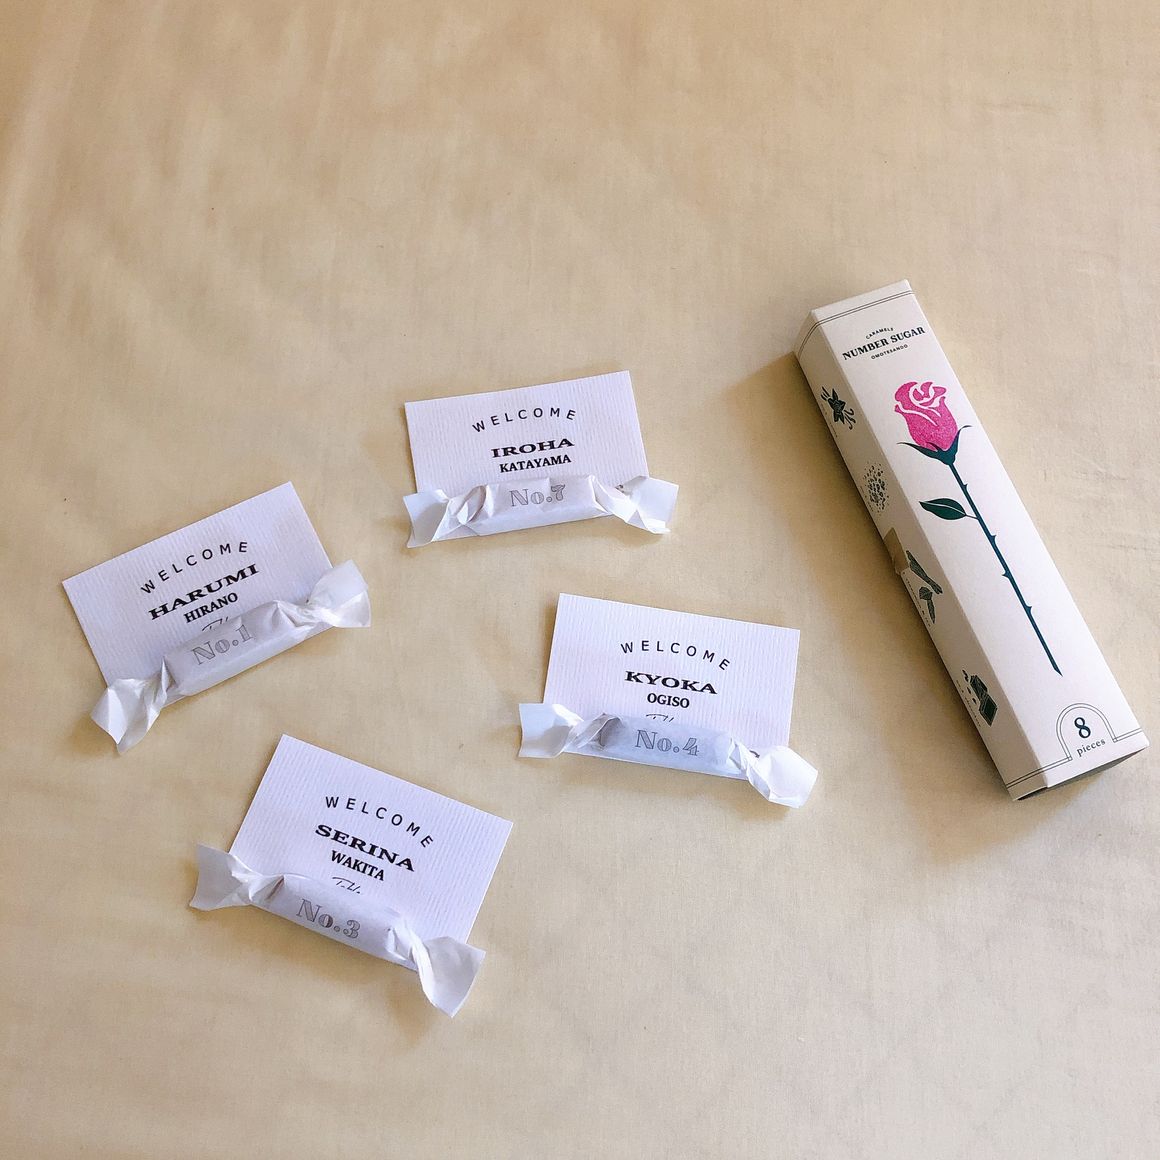 WELCOME
IROHA
KATAYAMA
No.7
WELCOME
HARUMI
HIRANO
No.1
WELCOME
KYOKA
OGISO
No.4
WELCOME
SERINA
WAKITA
No.3
CARAMELS
NUMBER SUGAR
OMOTESANDO
8
pieces